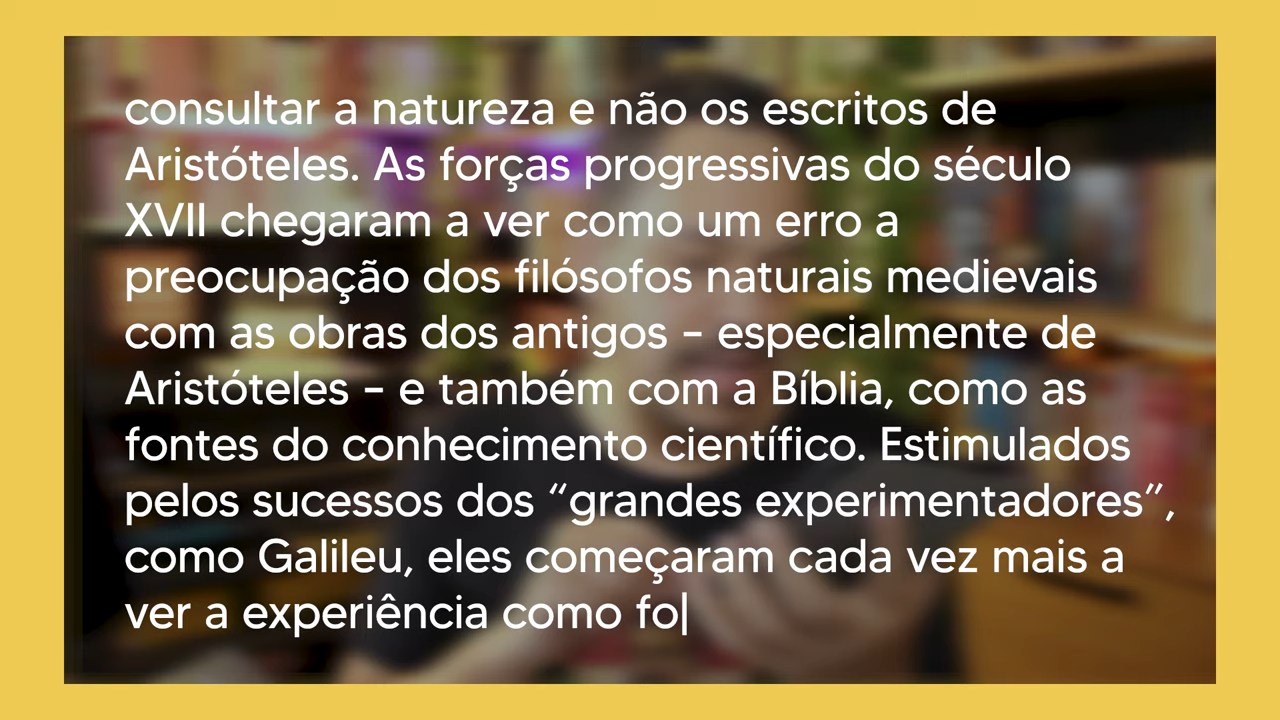 consultar a natureza e não os escritos de
Aristóteles. As forças progressivas do século
XVII chegaram a ver como um erro a
preocupação dos filósofos naturais medievais
com as obras dos antigos – especialmente de
Aristóteles – e também com a Bíblia, como as
fontes do conhecimento científico. Estimulados
pelos sucessos dos “grandes experimentadores”,
como Galileu, eles começaram cada vez mais a
ver a experiência como fo